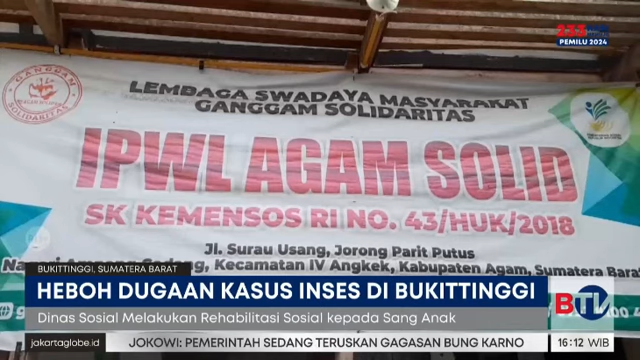 233
PEMILU 2024
GANGGAM
SOLIDARITAS
LEMBAGA SWADAYA MASYARAKAT
GANGGAM SOLIDARITAS
IPWL AGAM SOLID
SK KEMENSOS RI NO. 43/HUK/2018
Jl. Surau Usang, Jorong Parit Putus
Kecamatan IV Angkek, Kabupaten Agam, Sumatera Barat
BUKITTINGGI, SUMATERA BARAT
HEBOH DUGAAN KASUS INSES DI BUKITTINGGI
Dinas Sosial Melakukan Rehabilitasi Sosial kepada Sang Anak
BTV
jakartaglobe.id
JOKOWI: PEMERINTAH SEDANG TERUSKAN GAGASAN BUNG KARNO
16:12 WIB